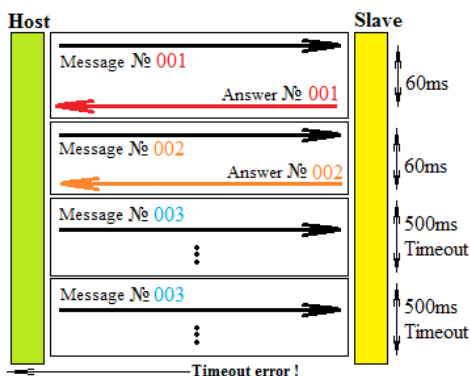 Host
Slave
Message № 001
Answer № 001
60ms
Message № 002
Answer № 002
60ms
Message № 003
500ms
Timeout
Message № 003
500ms
Timeout
Timeout error !